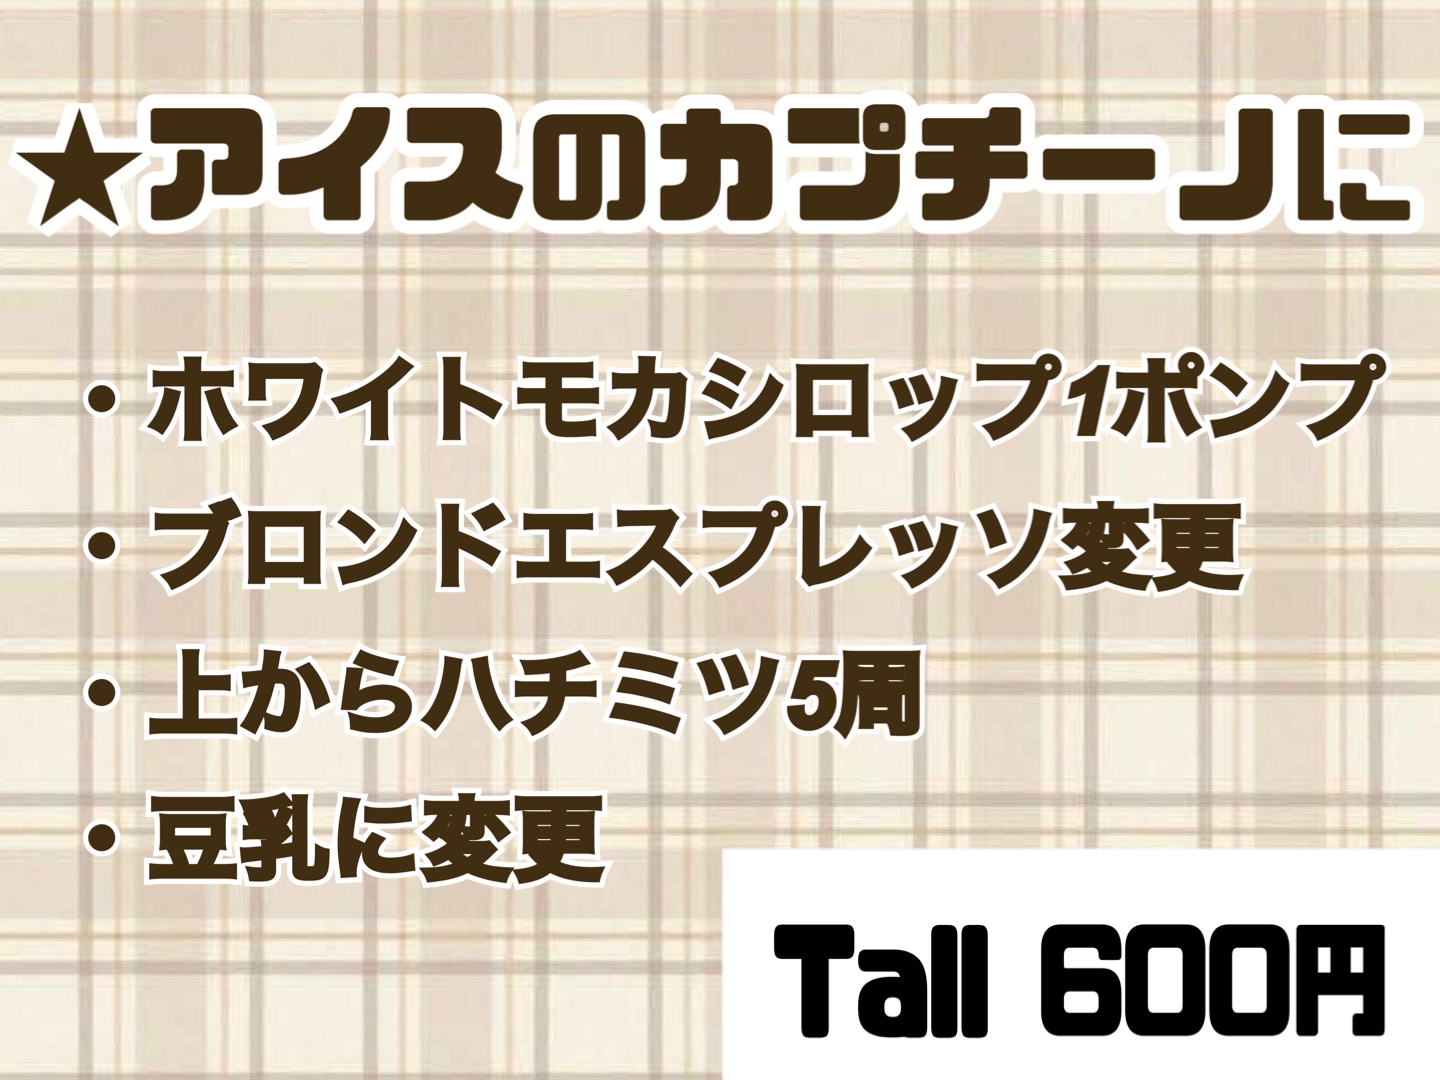 ★アイスのカプチーノに
・ホワイトモカシロップ1ポンプ
・ブロンドエスプレッソ変更
・上からハチミツ5周
・豆乳に変更
Tall 600円